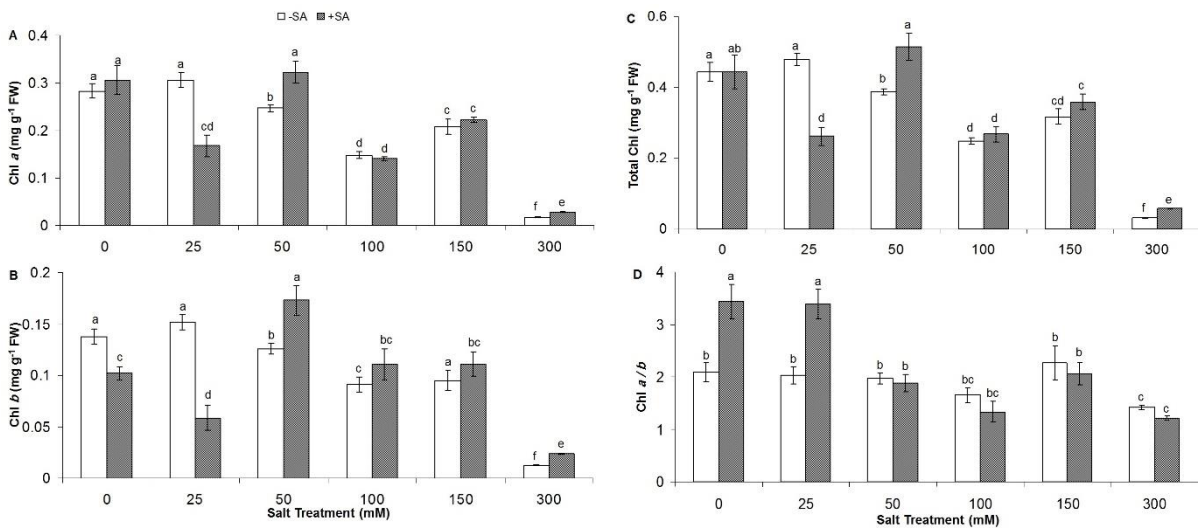 -SA +SA
A
Chl a (mg g-1 FW)
0.4
0.3
0.2
0.1
0
a a a cd b a d d c c f e
0 25 50 100 150 300
B
Chl b (mg g-1 FW)
0.2
0.15
0.1
0.05
0
a c a d b a c bc a bc f e
0 25 50 100 150 300
Salt Treatment (mM)
C
Total Chl (mg g-1 FW)
0.6
0.4
0.2
0
a ab a d b a d d cd c f e
0 25 50 100 150 300
D
Chl a / b
4
3
2
1
0
b a b a b b bc bc b b c c
0 25 50 100 150 300
Salt Treatment (mM)